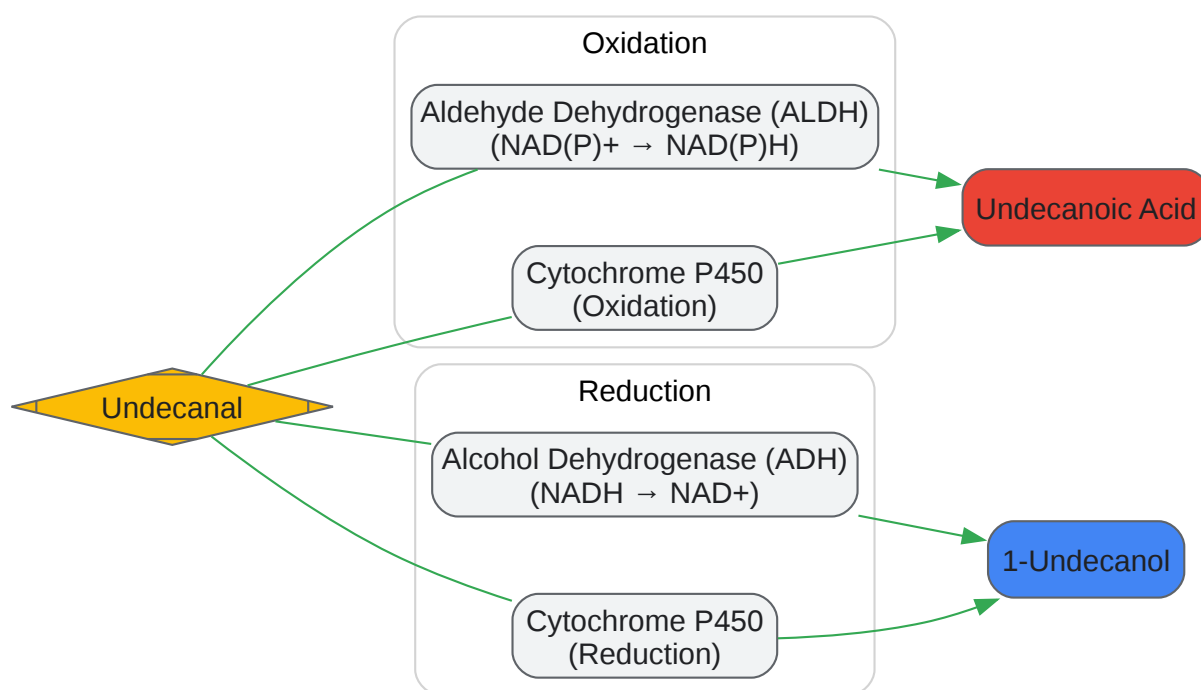 Oxidation
Aldehyde Dehydrogenase (ALDH)
(NAD(P)+ → NAD(P)H)
Undecanoic Acid
Cytochrome P450
(Oxidation)
Undecanal
Reduction
Alcohol Dehydrogenase (ADH)
(NADH → NAD+)
1-Undecanol
Cytochrome P450
(Reduction)